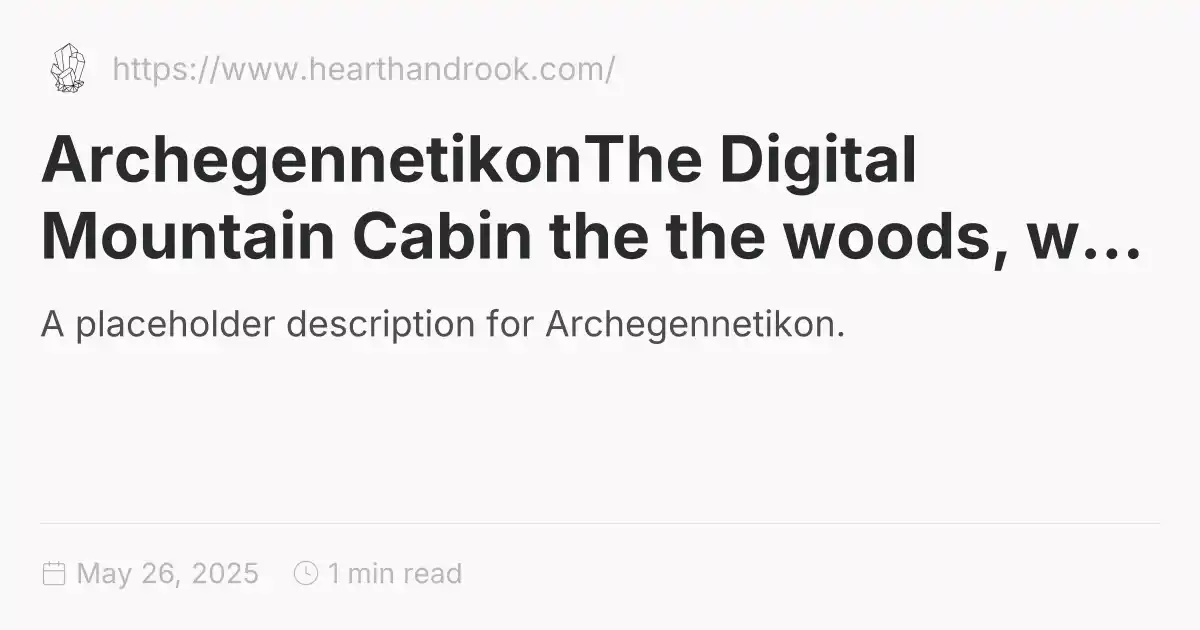 https://www.hearthandrook.com/
ArchegennetikonThe Digital
Mountain Cabin the the woods, w...
A placeholder description for Archegennetikon.
May 26, 2025 1 min read